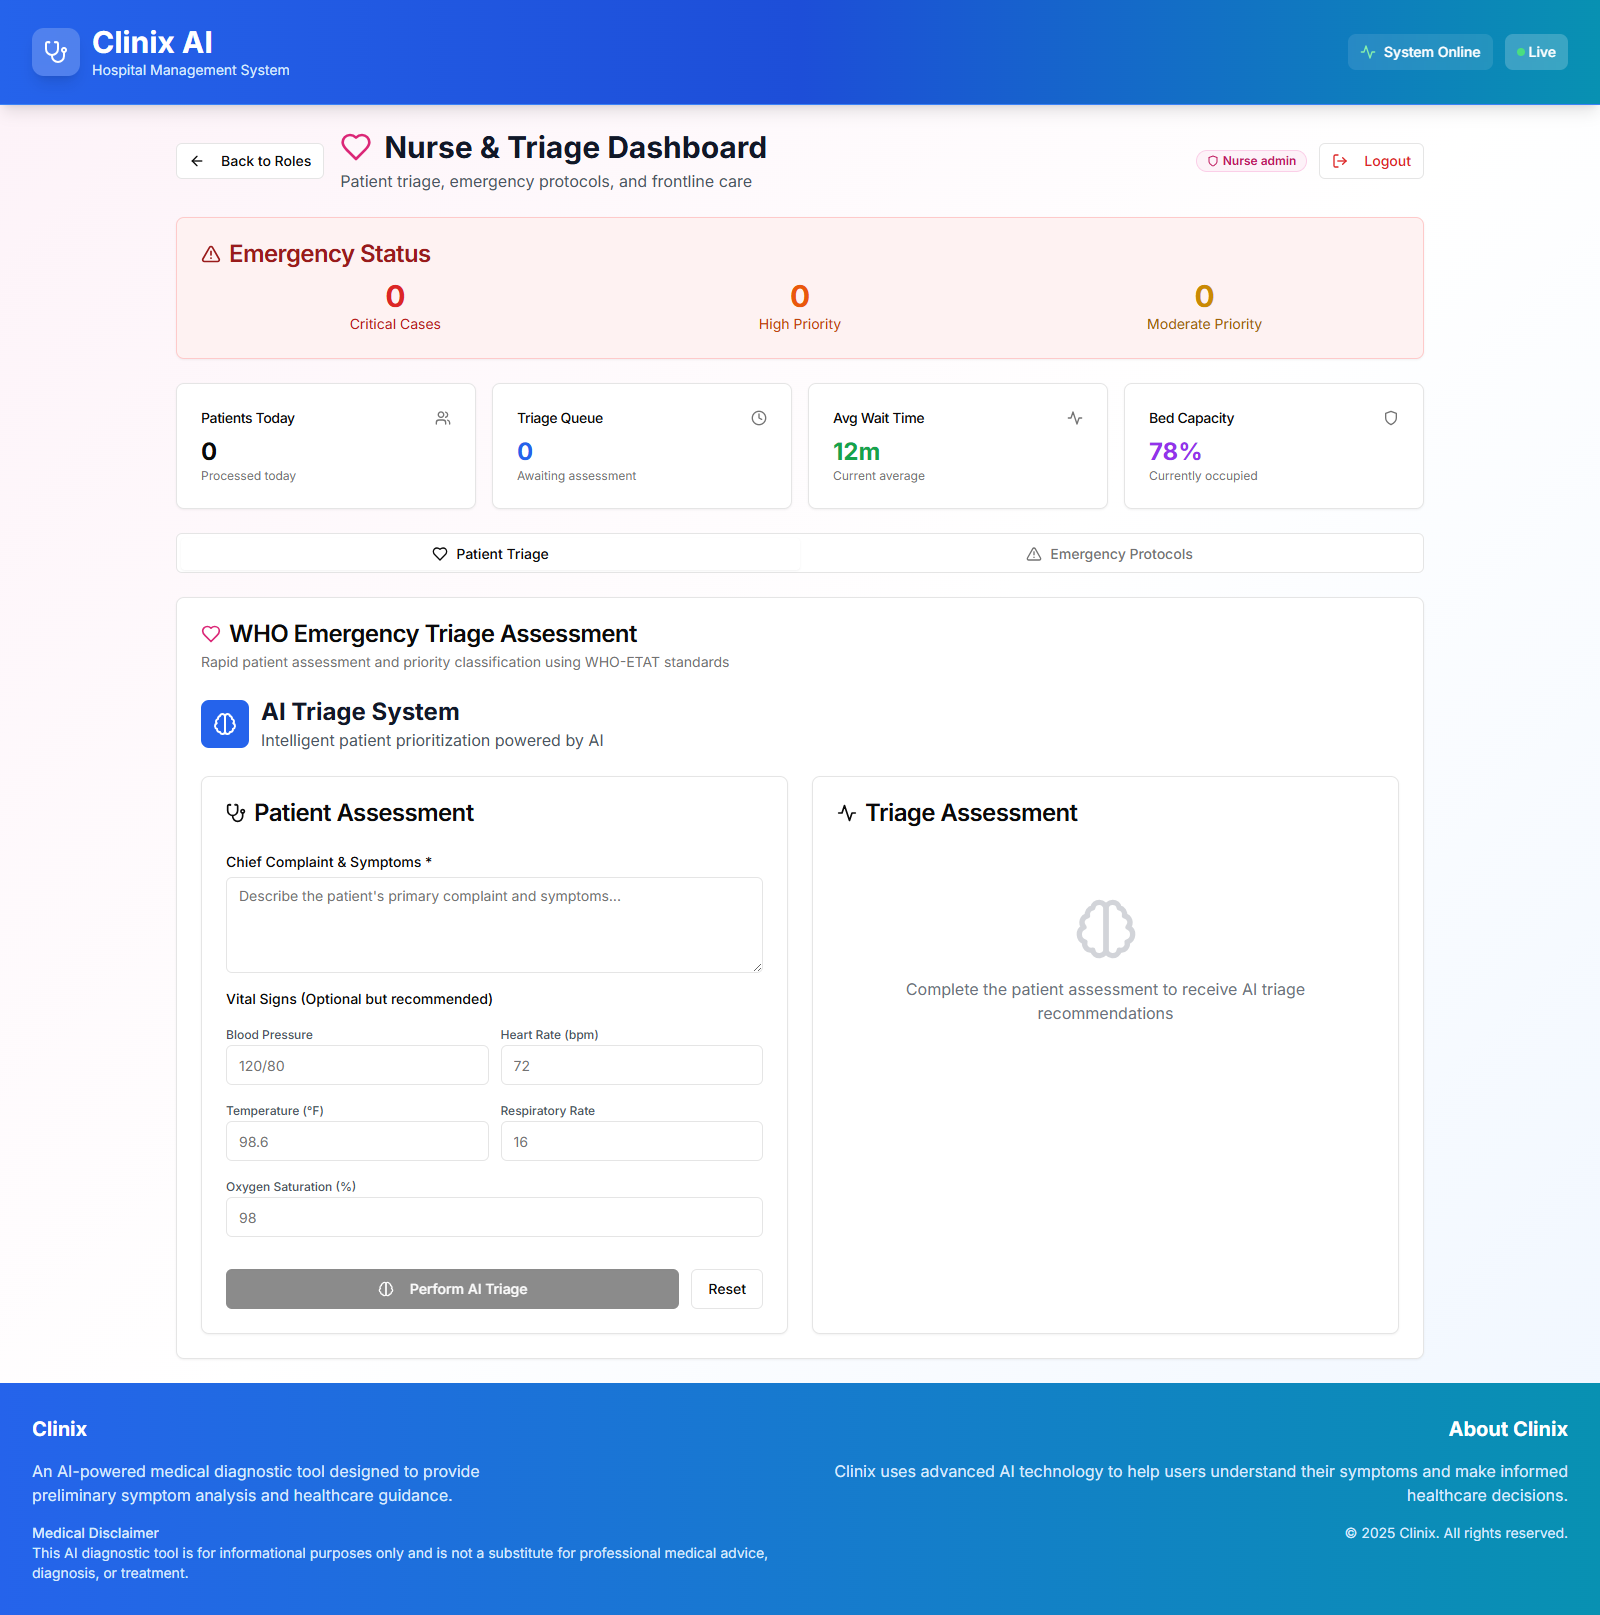 Clinix AI
Hospital Management System
System Online
Live
Back to Roles
Nurse & Triage Dashboard
Patient triage, emergency protocols, and frontline care
Nurse admin
Logout
Emergency Status
0
Critical Cases
0
High Priority
0
Moderate Priority
Patients Today
0
Processed today
Triage Queue
0
Awaiting assessment
Avg Wait Time
12m
Current average
Bed Capacity
78%
Currently occupied
Patient Triage
Emergency Protocols
WHO Emergency Triage Assessment
Rapid patient assessment and priority classification using WHO-ETAT standards
AI Triage System
Intelligent patient prioritization powered by AI
Patient Assessment
Chief Complaint & Symptoms *
Describe the patient's primary complaint and symptoms...
Vital Signs (Optional but recommended)
Blood Pressure
120/80
Heart Rate (bpm)
72
Temperature (°F)
98.6
Respiratory Rate
16
Oxygen Saturation (%)
98
Perform AI Triage
Reset
Triage Assessment
Complete the patient assessment to receive AI triage
recommendations
Clinix
An AI-powered medical diagnostic tool designed to provide
preliminary symptom analysis and healthcare guidance.
Medical Disclaimer
This AI diagnostic tool is for informational purposes only and is not a substitute for professional medical advice,
diagnosis, or treatment.
About Clinix
Clinix uses advanced AI technology to help users understand their symptoms and make informed
healthcare decisions.
© 2025 Clinix. All rights reserved.